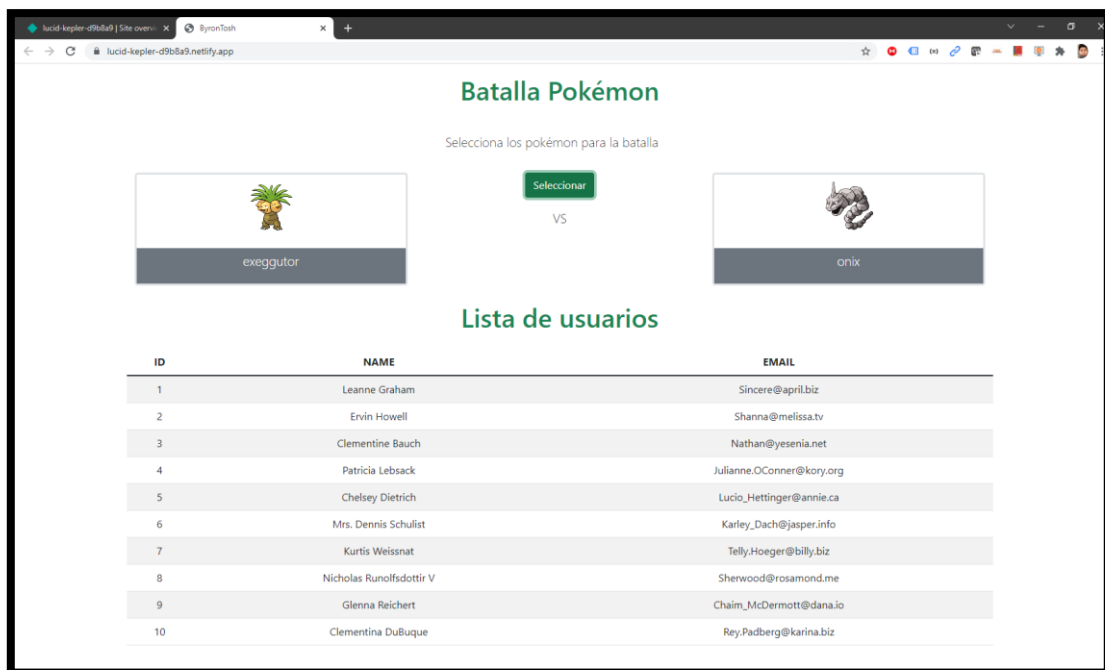 lucid-kepler-d9b8a9 | Site overvi
ByronTosh
lucid-kepler-d9b8a9.netlify.app
Batalla Pokémon
Selecciona los pokémon para la batalla
Seleccionar
VS
exeggutor
onix
Lista de usuarios
ID NAME EMAIL
1 Leanne Graham Sincere@april.biz
2 Ervin Howell Shanna@melissa.tv
3 Clementine Bauch Nathan@yesenia.net
4 Patricia Lebsack Julianne.OConner@kory.org
5 Chelsey Dietrich Lucio_Hettinger@annie.ca
6 Mrs. Dennis Schulist Karley_Dach@jasper.info
7 Kurtis Weissnat Telly.Hoeger@billy.biz
8 Nicholas Runolfsdottir V Sherwood@rosamond.me
9 Glenna Reichert Chaim_McDermott@dana.io
10 Clementina DuBuque Rey.Padberg@karina.biz